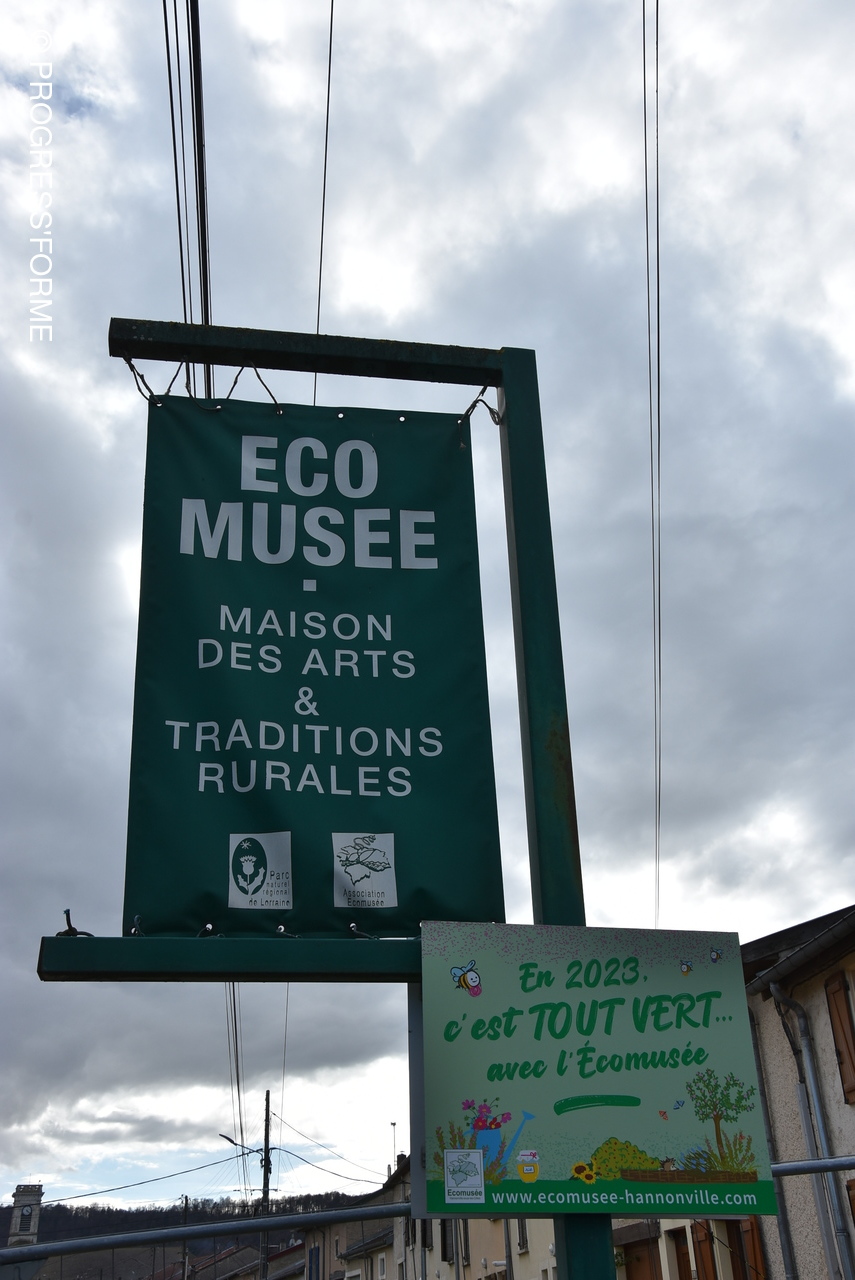 © PROGRESS'FORME
ECO
MUSEE
MAISON
DES ARTS
&
TRADITIONS
RURALES
Parc
naturel
régional
de Lorraine
Association
Ecomusée
En 2023,
c'est TOUT VERT...
avec l'Écomusée
Ecomusée
www.ecomusee-hannonville.com